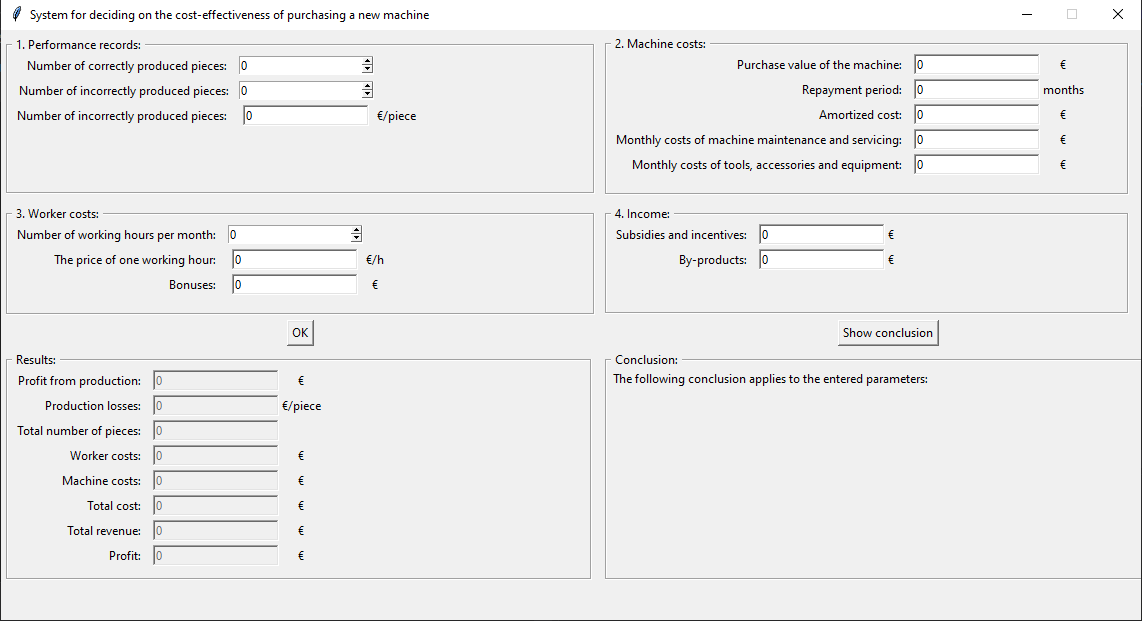 System for deciding on the cost-effectiveness of purchasing a new machine
1. Performance records:
Number of correctly produced pieces: 0
Number of incorrectly produced pieces: 0
Number of incorrectly produced pieces: 0 €/piece
2. Machine costs:
Purchase value of the machine: 0 €
Repayment period: 0 months
Amortized cost: 0 €
Monthly costs of machine maintenance and servicing: 0 €
Monthly costs of tools, accessories and equipment: 0 €
3. Worker costs:
Number of working hours per month: 0
The price of one working hour: 0 €/h
Bonuses: 0 €
4. Income:
Subsidies and incentives: 0 €
By-products: 0 €
OK
Show conclusion
Results:
Profit from production: 0 €
Production losses: 0 €/piece
Total number of pieces: 0
Worker costs: 0 €
Machine costs: 0 €
Total cost: 0 €
Total revenue: 0 €
Profit: 0 €
Conclusion:
The following conclusion applies to the entered parameters: